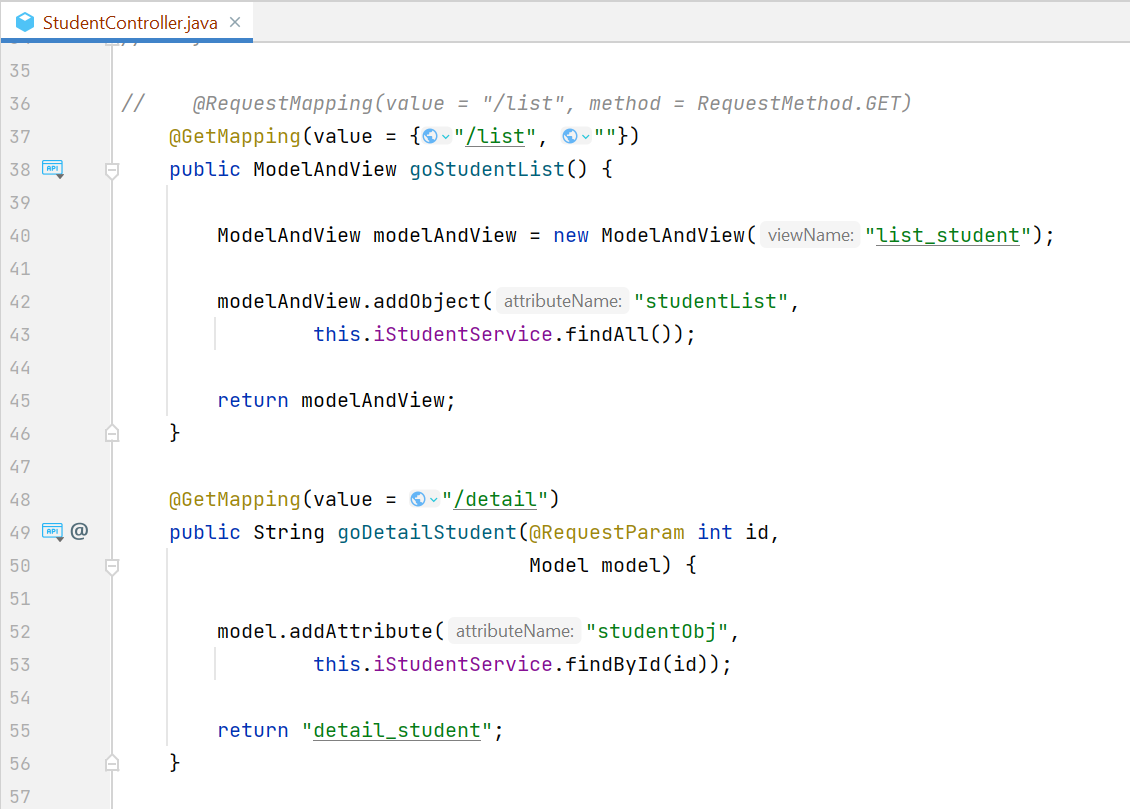 StudentController.java
35
36 //    @RequestMapping(value = "/list", method = RequestMethod.GET)
37     @GetMapping(value = {"/list", ""})
38 API     public ModelAndView goStudentList() {
39
40         ModelAndView modelAndView = new ModelAndView( viewName: "list_student");
41
42         modelAndView.addObject( attributeName: "studentList",
43                 this.iStudentService.findAll());
44
45         return modelAndView;
46     }
47
48     @GetMapping(value = "/detail")
49 API @     public String goDetailStudent(@RequestParam int id,
50                                   Model model) {
51
52         model.addAttribute( attributeName: "studentObj",
53                 this.iStudentService.findById(id));
54
55         return "detail_student";
56     }
57